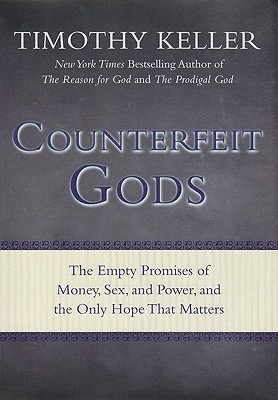 TIMOTHY KELLER
New York Times Bestselling Author of
The Reason for God and The Prodigal God
COUNTERFEIT
GODS
The Empty Promises of
Money, Sex, and Power, and
the Only Hope That Matters